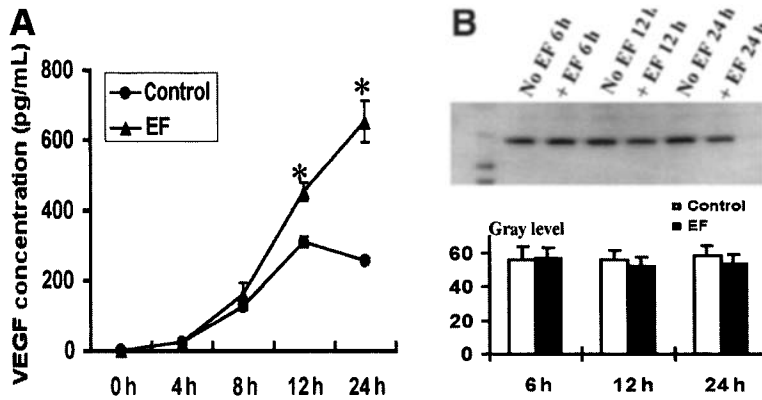 A
VEGF concentration (pg/mL)
800
600
400
200
0
Control
EF
*
*
0 h
4 h
8 h
12 h
24 h
B
No EF 6 h
+ EF 6 h
No EF 12 h
+ EF 12 h
No EF 24 h
+ EF 24 h
Control
EF
Gray level
60
40
20
0
6 h
12 h
24 h